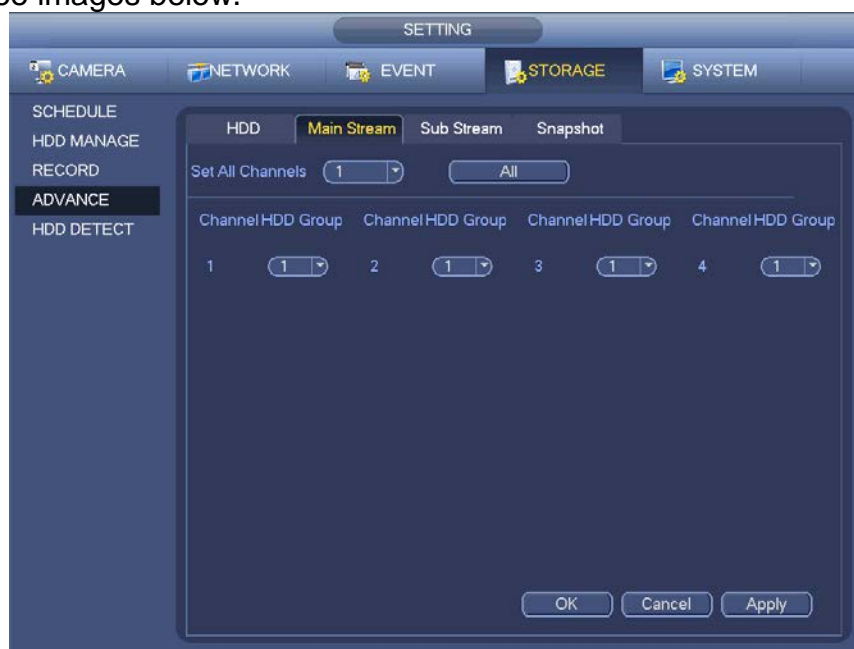 images below.
SETTING
CAMERA NETWORK EVENT STORAGE SYSTEM
SCHEDULE
HDD MANAGE
RECORD
ADVANCE
HDD DETECT
HDD Main Stream Sub Stream Snapshot
Set All Channels 1 All
Channel HDD Group Channel HDD Group Channel HDD Group Channel HDD Group
1 1 2 1 3 1 4 1
OK Cancel Apply